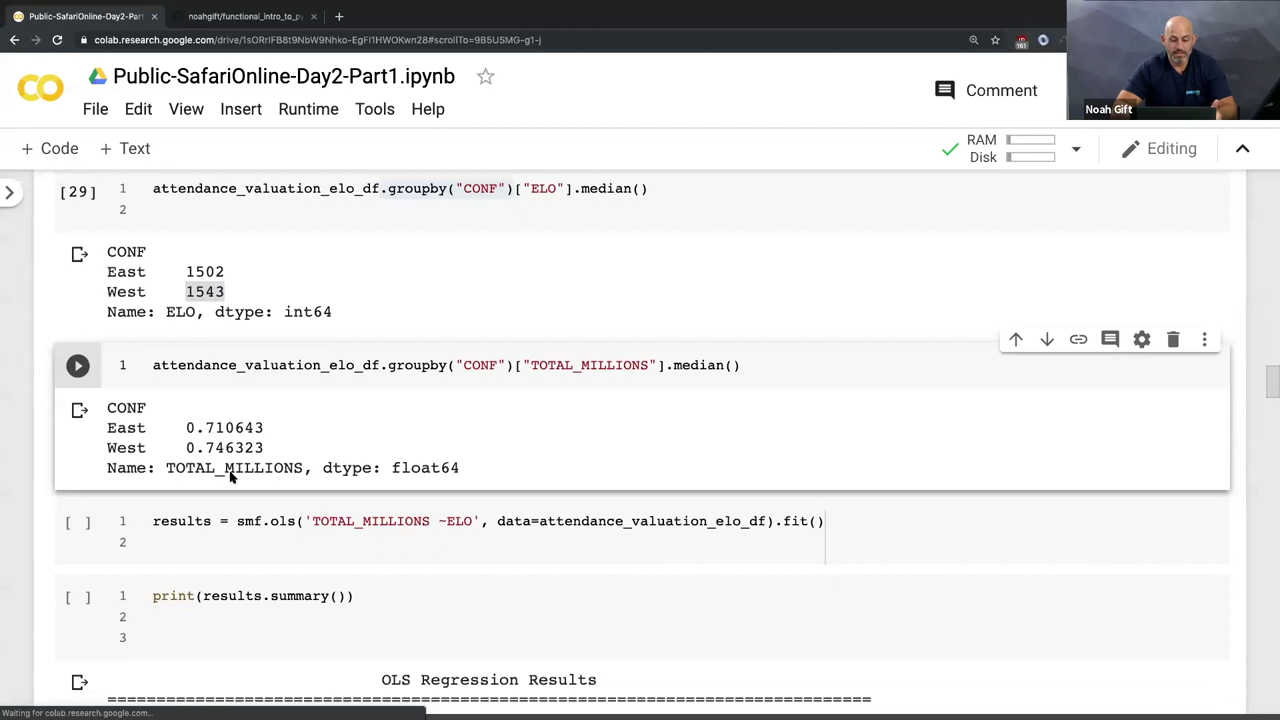 Public-SafariOnline-Day2-Part
noahgift/functional_intro_to_p
colab.research.google.com/drive/1sORrlFB8t9NbW9Nhko-EgFl1HWOKwn28#scrollTo=9B5USMG-g1-j
161
Public-SafariOnline-Day2-Part1.ipynb
Comment
File Edit View Insert Runtime Tools Help
Noah Gift
+ Code + Text
RAM
Disk
Editing
[29] 1 attendance_valuation_elo_df.groupby("CONF")["ELO"].median()
2
CONF
East 1502
West 1543
Name: ELO, dtype: int64
1 attendance_valuation_elo_df.groupby("CONF")["TOTAL_MILLIONS"].median()
CONF
East 0.710643
West 0.746323
Name: TOTAL_MILLIONS, dtype: float64
[ ] 1 results = smf.ols('TOTAL_MILLIONS ~ELO', data=attendance_valuation_elo_df).fit()
2
[ ] 1 print(results.summary())
2
3
OLS Regression Results
==============================================================================
Waiting for colab.research.google.com...